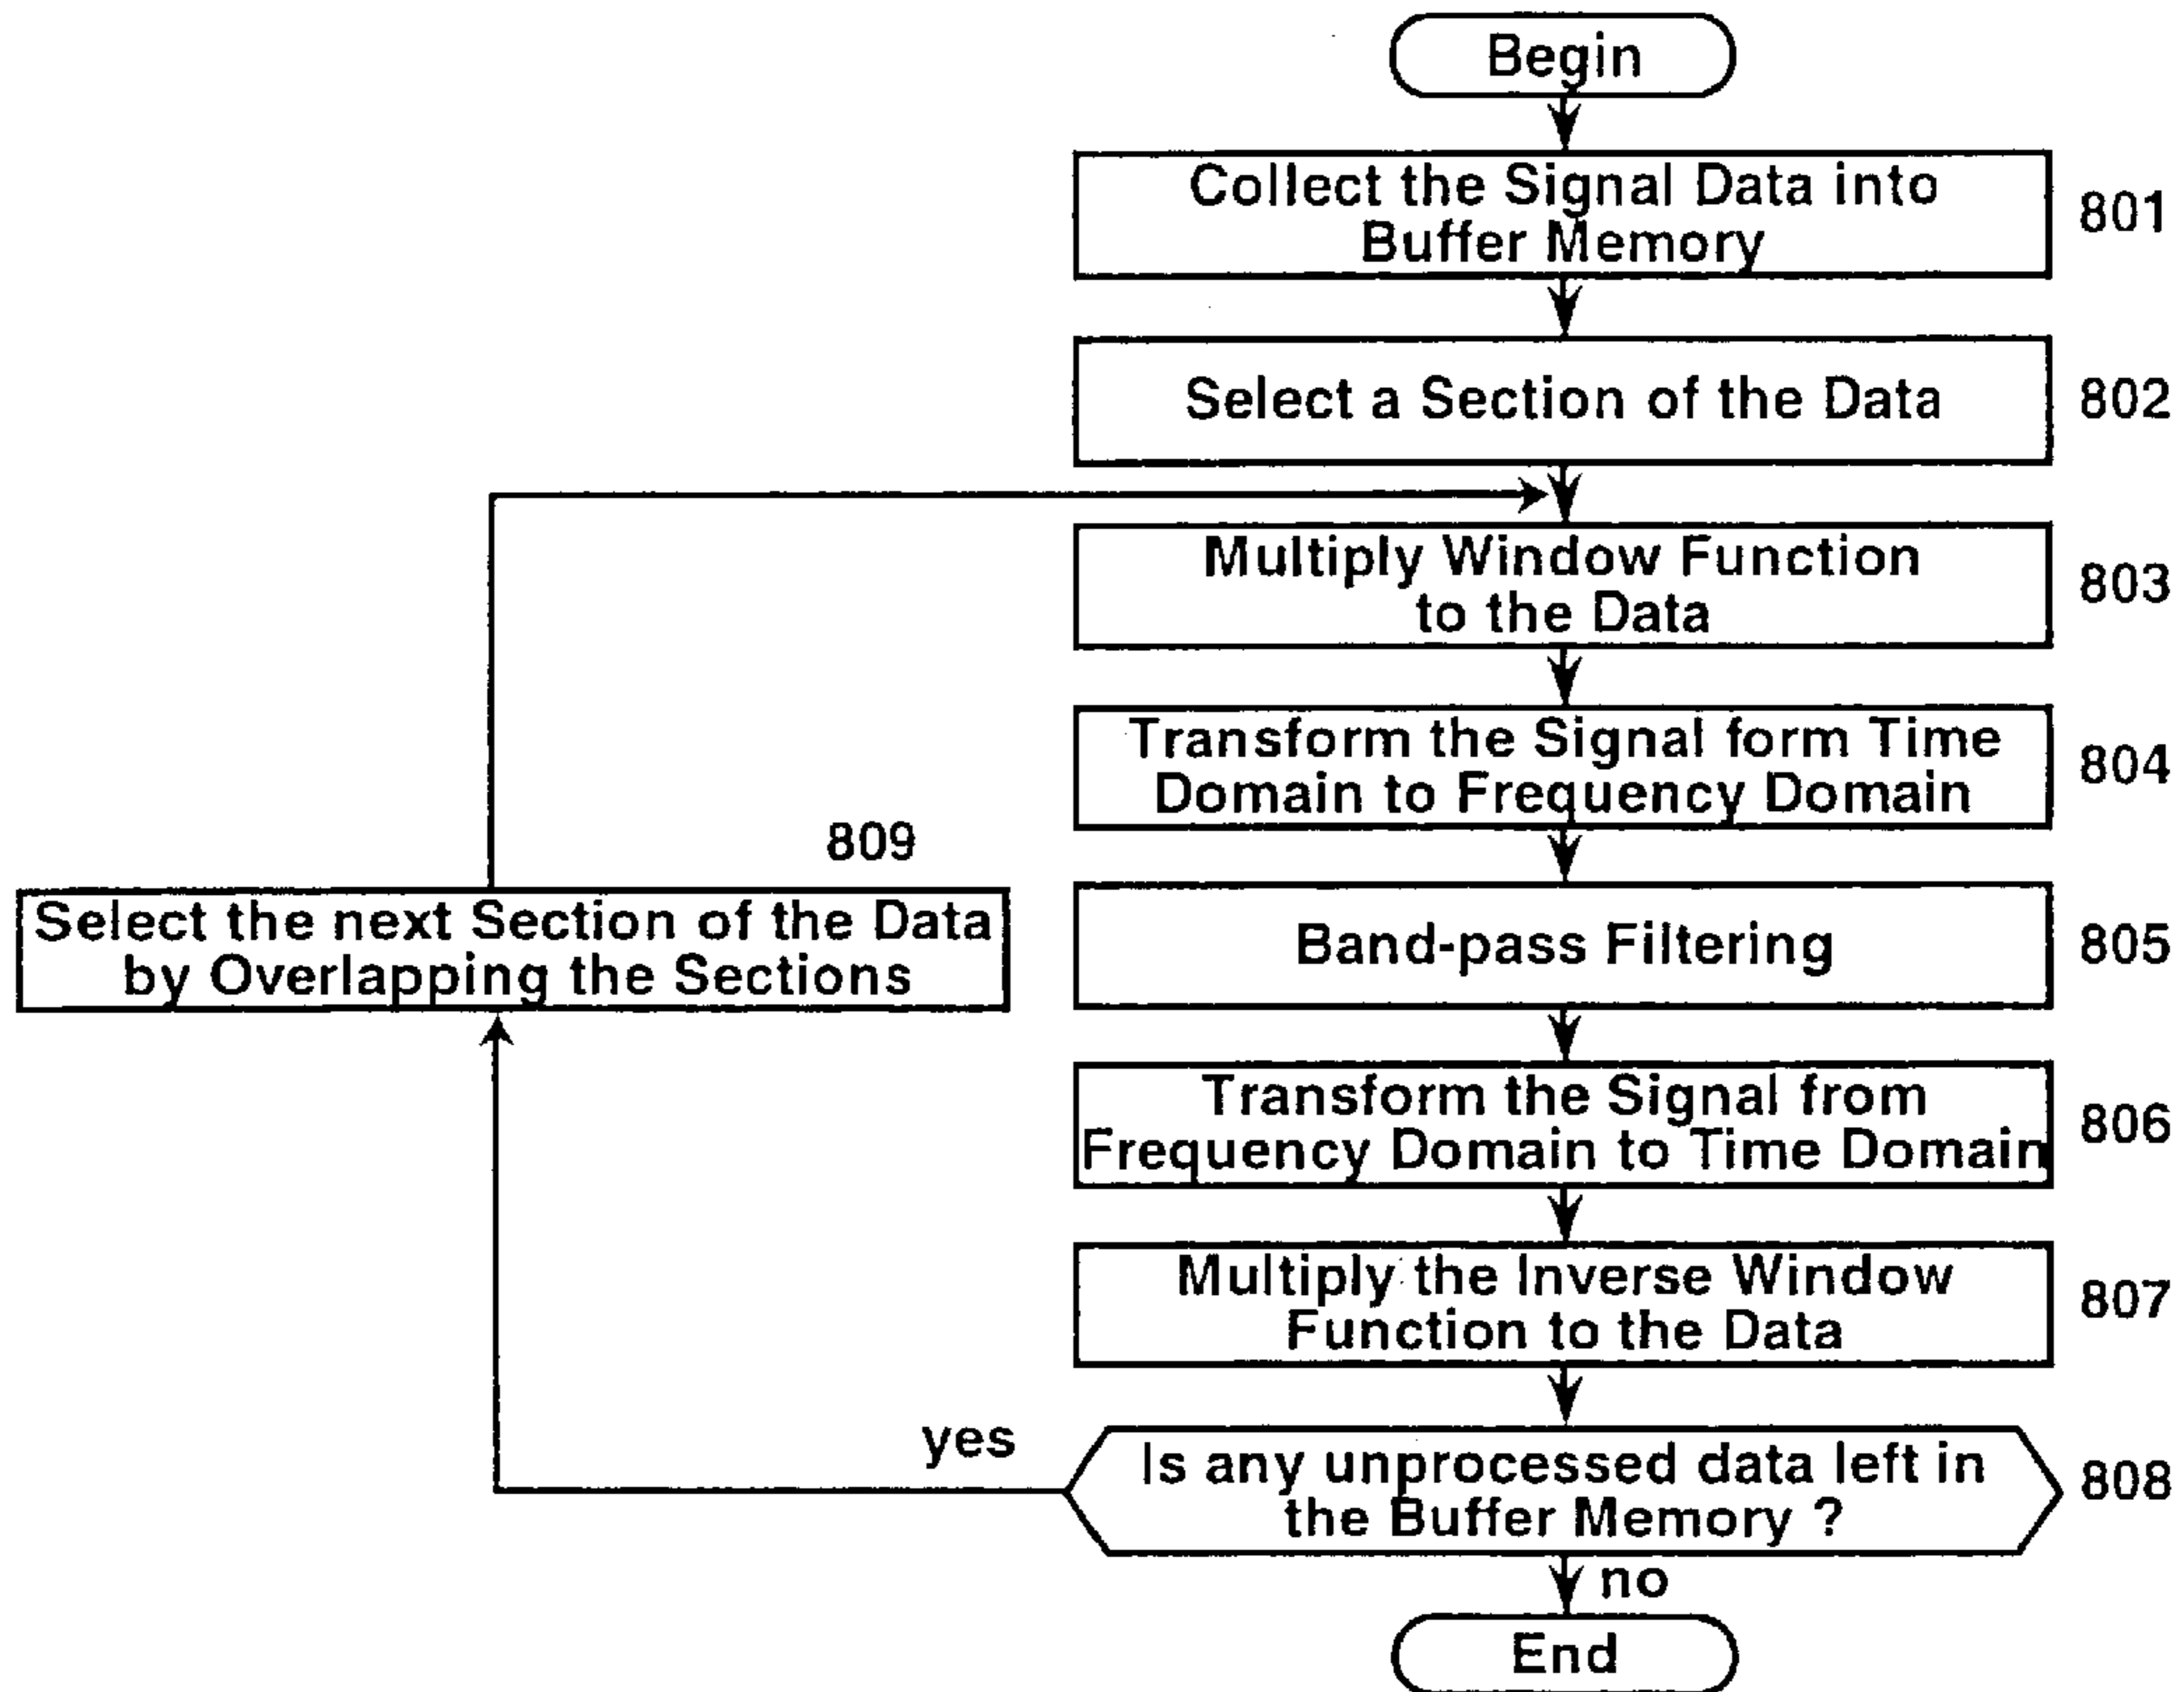 Begin
Collect the Signal Data into
Buffer Memory
801
Select a Section of the Data
802
Multiply Window Function
to the Data
803
Transform the Signal form Time
Domain to Frequency Domain
804
809
Select the next Section of the Data
by Overlapping the Sections
Band-pass Filtering
805
Transform the Signal from
Frequency Domain to Time Domain
806
Multiply the Inverse Window
Function to the Data
807
yes
Is any unprocessed data left in
the Buffer Memory ?
808
no
End